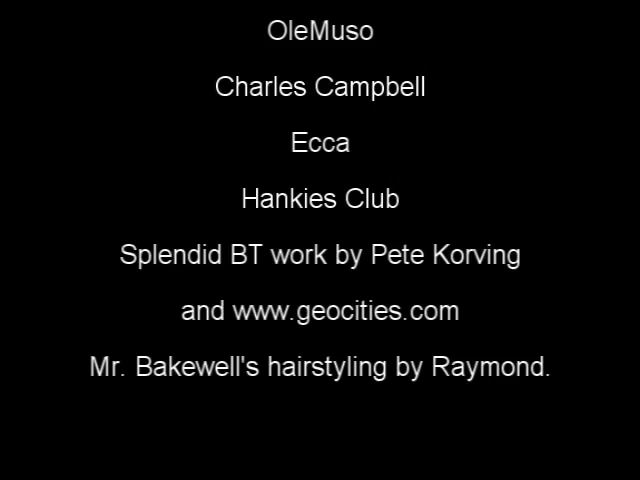 OleMuso
Charles Campbell
Ecca
Hankies Club
Splendid BT work by Pete Korving
and www.geocities.com
Mr. Bakewell's hairstyling by Raymond.